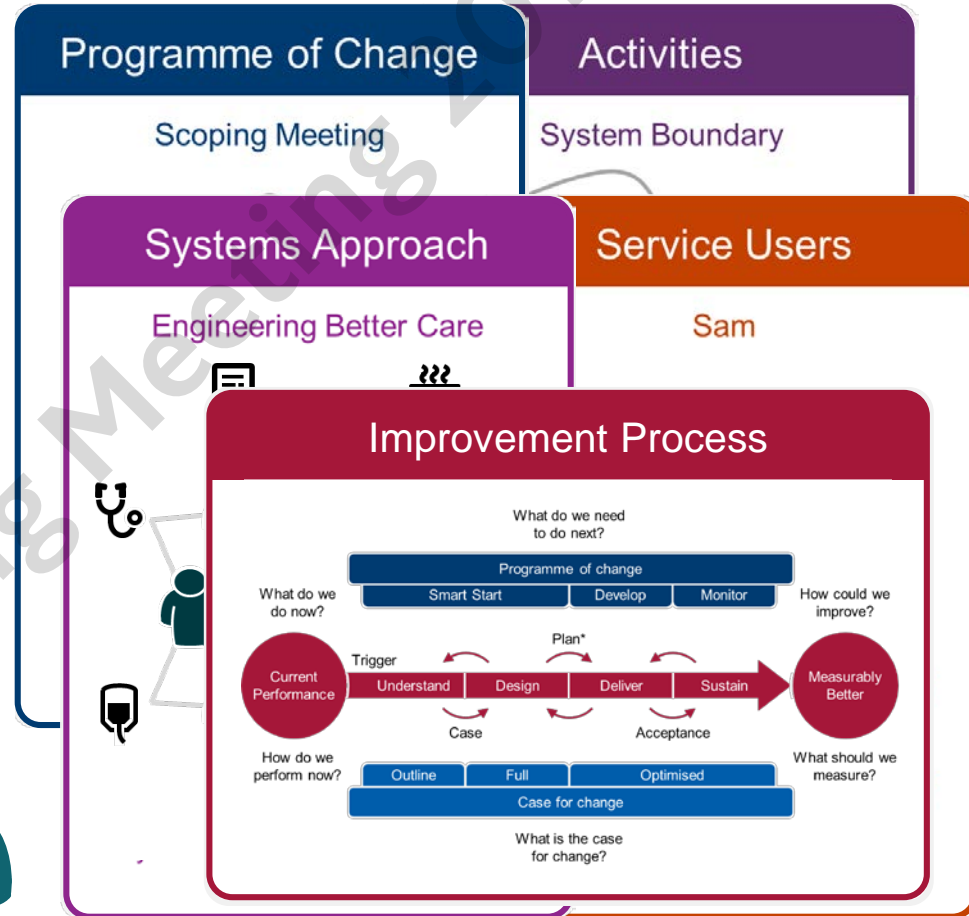 Programme of Change
Activities
Scoping Meeting
System Boundary
Systems Approach
Service Users
Engineering Better Care
Sam
Improvement Process
What do we need
to do next?
Programme of change
Smart Start
Develop
Monitor
What do we
do now?
How could we
improve?
Plan*
Trigger
Current
Performance
Understand
Design
Deliver
Sustain
Measurably
Better
Case
Acceptance
How do we
perform now?
What should we
measure?
Outline
Full
Optimised
Case for change
What is the case
for change?
Meeting